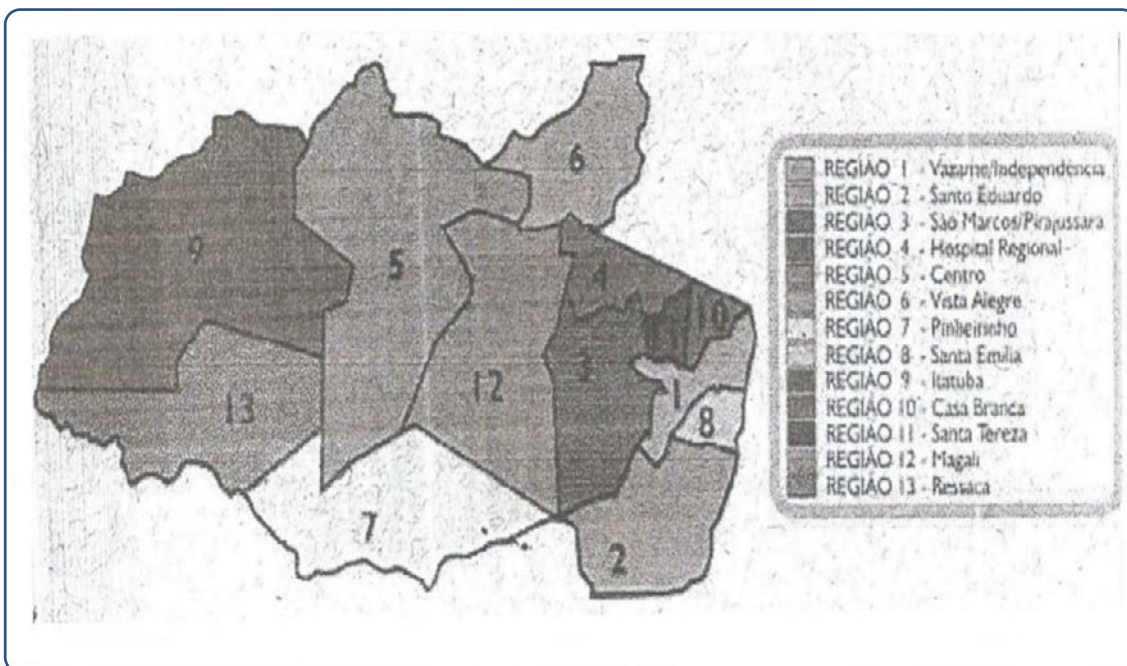 6
9
5
4
10
3
12
1
13
8
7
2
REGIÃO 1 - Vazame/Independência
REGIÃO 2 - Santo Eduardo
REGIÃO 3 - São Marcos/Pirajussara
REGIÃO 4 - Hospital Regional
REGIÃO 5 - Centro
REGIÃO 6 - Vista Alegre
REGIÃO 7 - Pinheirinho
REGIÃO 8 - Santa Emília
REGIÃO 9 - Itatuba
REGIÃO 10 - Casa Branca
REGIÃO 11 - Santa Tereza
REGIÃO 12 - Magali
REGIÃO 13 - Ressaca